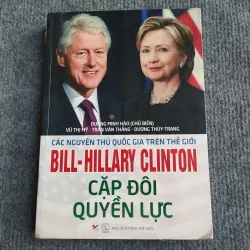 DƯƠNG MINH HÀO (CHỦ BIÊN)
VŨ THỊ MỸ - TRẦN VĂN THẮNG - DƯƠNG THÙY TRANG
CÁC NGUYÊN THỦ QUỐC GIA TRÊN THẾ GIỚI
BILL-HILLARY CLINTON
CẶP ĐÔI
QUYỀN LỰC